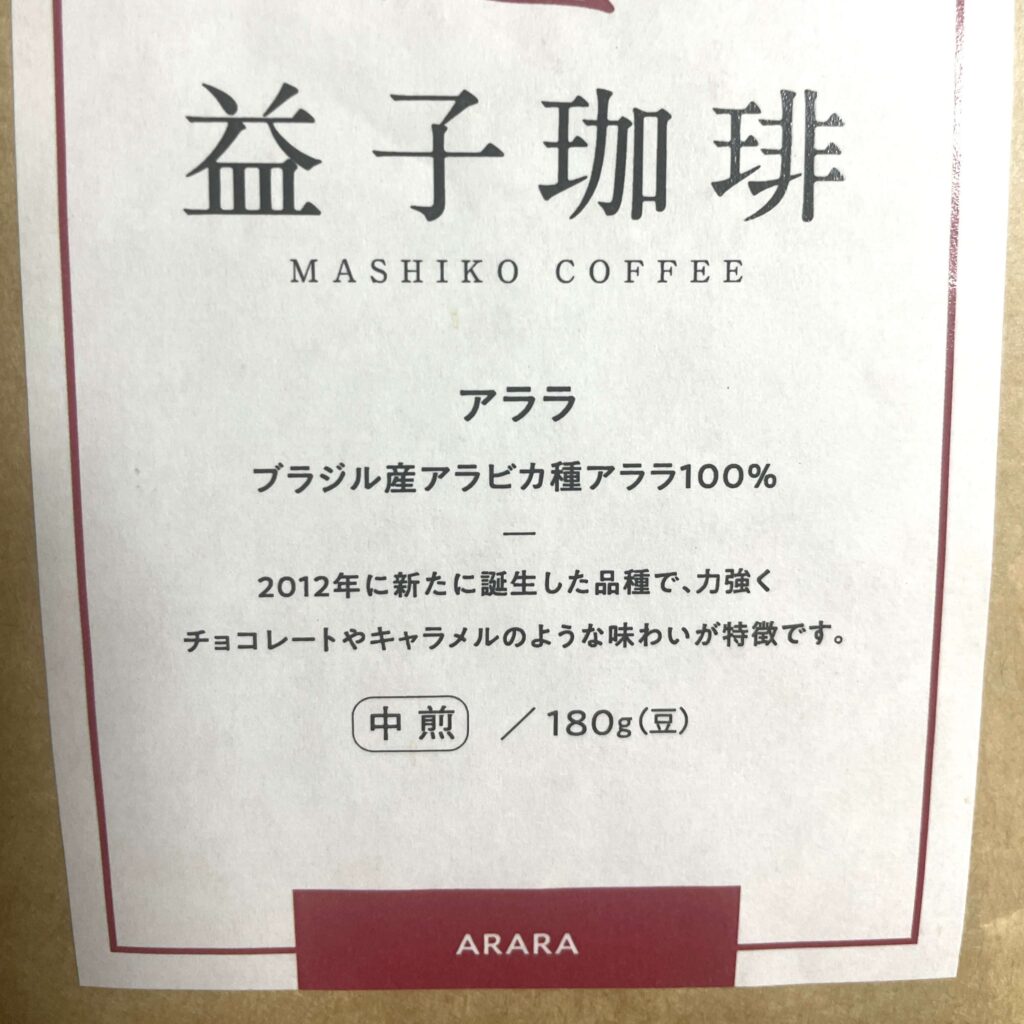 益子珈琲
MASHIKO COFFEE
アララ
ブラジル産アラビカ種アララ100%
—
2012年に新たに誕生した品種で、力強く
チョコレートやキャラメルのような味わいが特徴です。
中煎 ／180g(豆)
ARARA